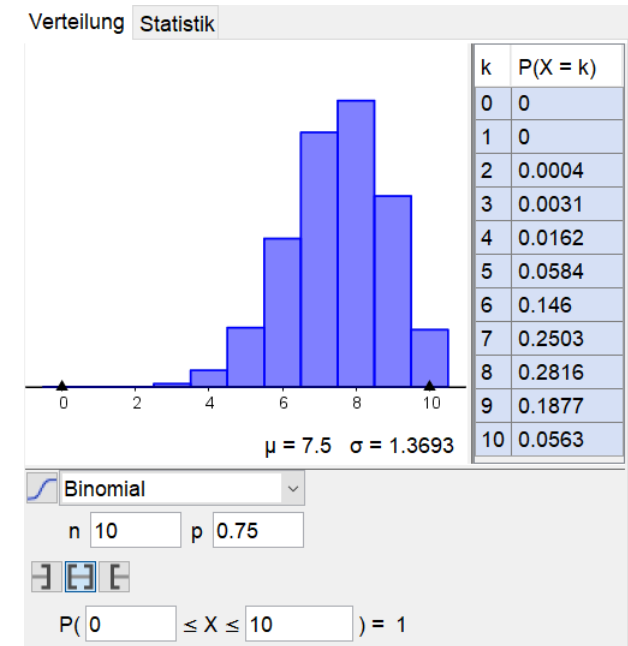 Verteilung Statistik
k P(X = k)
0 0
1 0
2 0.0004
3 0.0031
4 0.0162
5 0.0584
6 0.146
7 0.2503
8 0.2816
9 0.1877
10 0.0563
0 2 4 6 8 10
μ = 7.5 σ = 1.3693
Binomial
n 10 p 0.75
P( 0 ≤ X ≤ 10 ) = 1